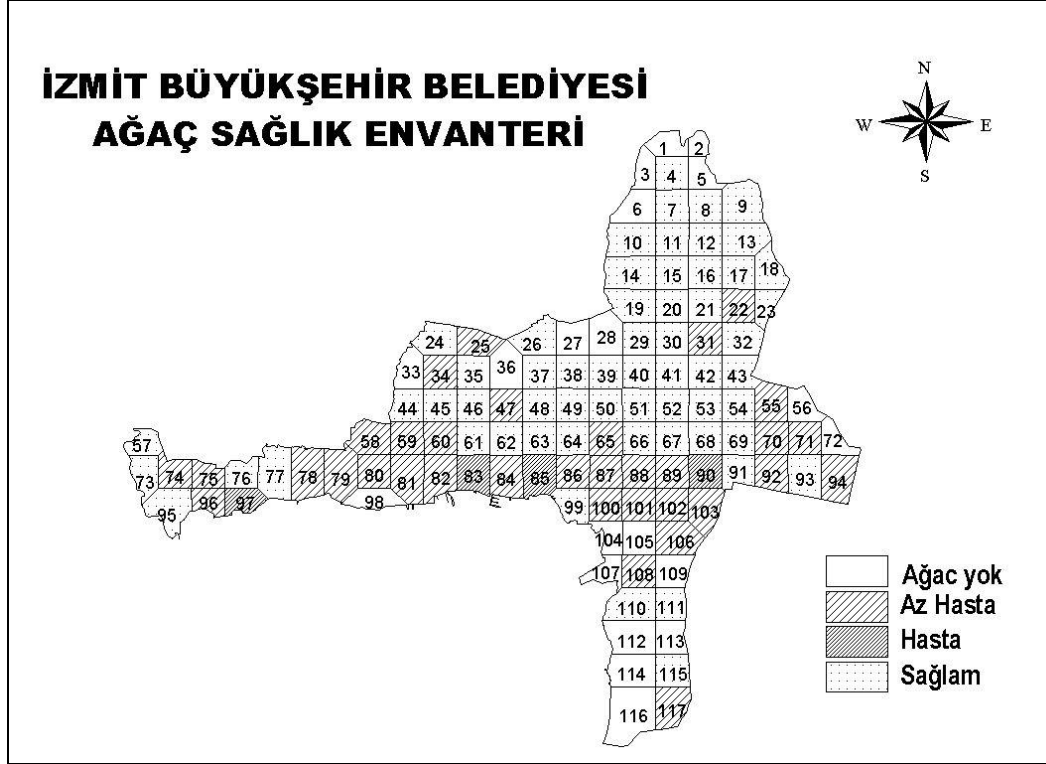 İZMİT BÜYÜKŞEHİR BELEDİYESİ
AĞAÇ SAĞLIK ENVANTERİ
N
W E
S
1 2
3 4 5
6 7 8 9
10 11 12 13
14 15 16 17 18
19 20 21 22 23
24 25 26 27 28 29 30 31 32
33 34 35 36 37 38 39 40 41 42 43
44 45 46 47 48 49 50 51 52 53 54 55 56
57 58 59 60 61 62 63 64 65 66 67 68 69 70 71 72
73 74 75 76 77 78 79 80 81 82 83 84 85 86 87 88 89 90 91 92 93 94
95 96 97 98 99 100 101 102 103
104 105 106
107 108 109
110 111
112 113
114 115
116 117
Ağac yok
Az Hasta
Hasta
Sağlam